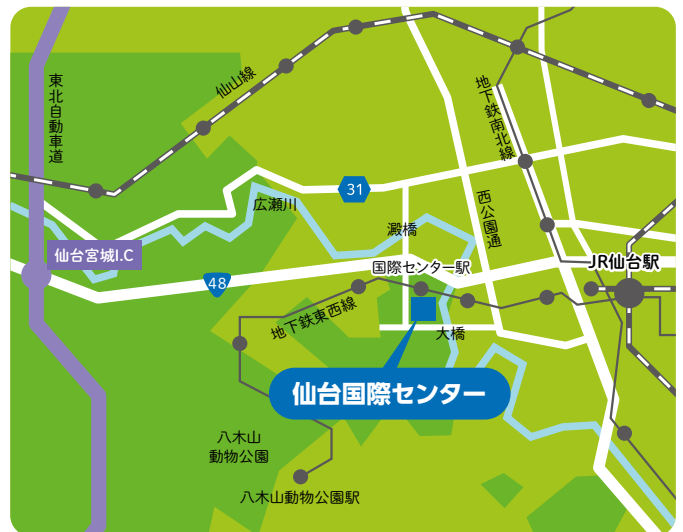 東北自動車道
仙山線
地下鉄南北線
31
広瀬川
西公園通
澱橋
仙台宮城I.C
国際センター駅
JR仙台駅
48
地下鉄東西線
大橋
仙台国際センター
八木山
動物公園
八木山動物公園駅